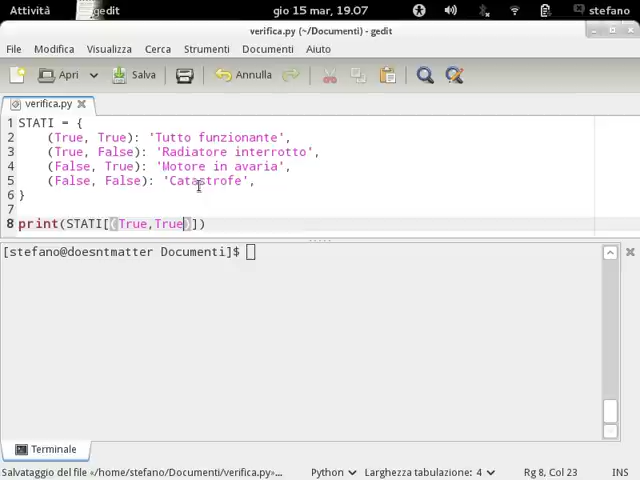 Attività gedit gio 15 mar, 19.07 stefano
verifica.py (~/Documenti) - gedit
File Modifica Visualizza Cerca Strumenti Documenti Aiuto
Apri Salva Annulla
verifica.py
1 STATI = {
2 (True, True): 'Tutto funzionante',
3 (True, False): 'Radiatore interrotto',
4 (False, True): 'Motore in avaria',
5 (False, False): 'Catastrofe',
6 }
7
8 print(STATI[(True,True)])
[stefano@doesntmatter Documenti]$
Terminale
Salvataggio del file «/home/stefano/Documenti/verifica.py»... Python Larghezza tabulazione: 4 Rg 8, Col 23 INS